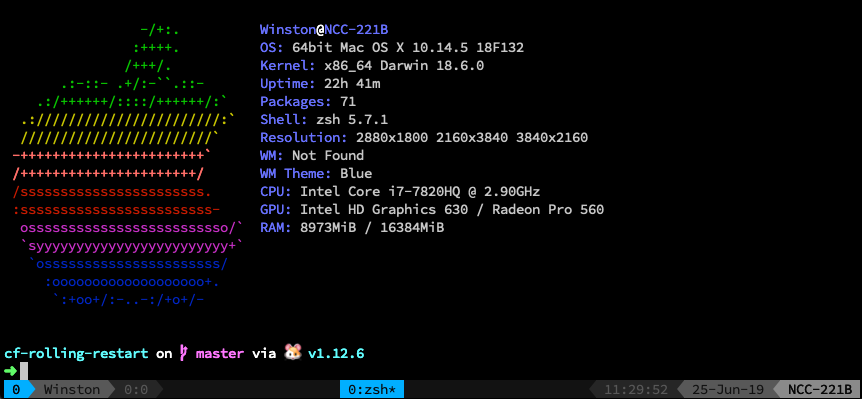 -/+:. Winston@NCC-221B
:++++. OS: 64bit Mac OS X 10.14.5 18F132
/+++/. Kernel: x86_64 Darwin 18.6.0
.:-::- .+/:-``.::- Uptime: 22h 41m
.:/++++++/::::/++++++/:` Packages: 71
.:///////////////////////:` Shell: zsh 5.7.1
////////////////////////` Resolution: 2880x1800 2160x3840 3840x2160
-+++++++++++++++++++++++` WM: Not Found
/++++++++++++++++++++++/ WM Theme: Blue
/sssssssssssssssssssssss. CPU: Intel Core i7-7820HQ @ 2.90GHz
:ssssssssssssssssssssssss- GPU: Intel HD Graphics 630 / Radeon Pro 560
osssssssssssssssssssssssso/` RAM: 8973MiB / 16384MiB
`syyyyyyyyyyyyyyyyyyyyyyyy+`
`ossssssssssssssssssssss/
:ooooooooooooooooooo+.
`:+oo+/:-..-:/+o+/-
cf-rolling-restart on master via 🐹 v1.12.6
➜
0 Winston 0:0 0:zsh* 11:29:52 25-Jun-19 NCC-221B